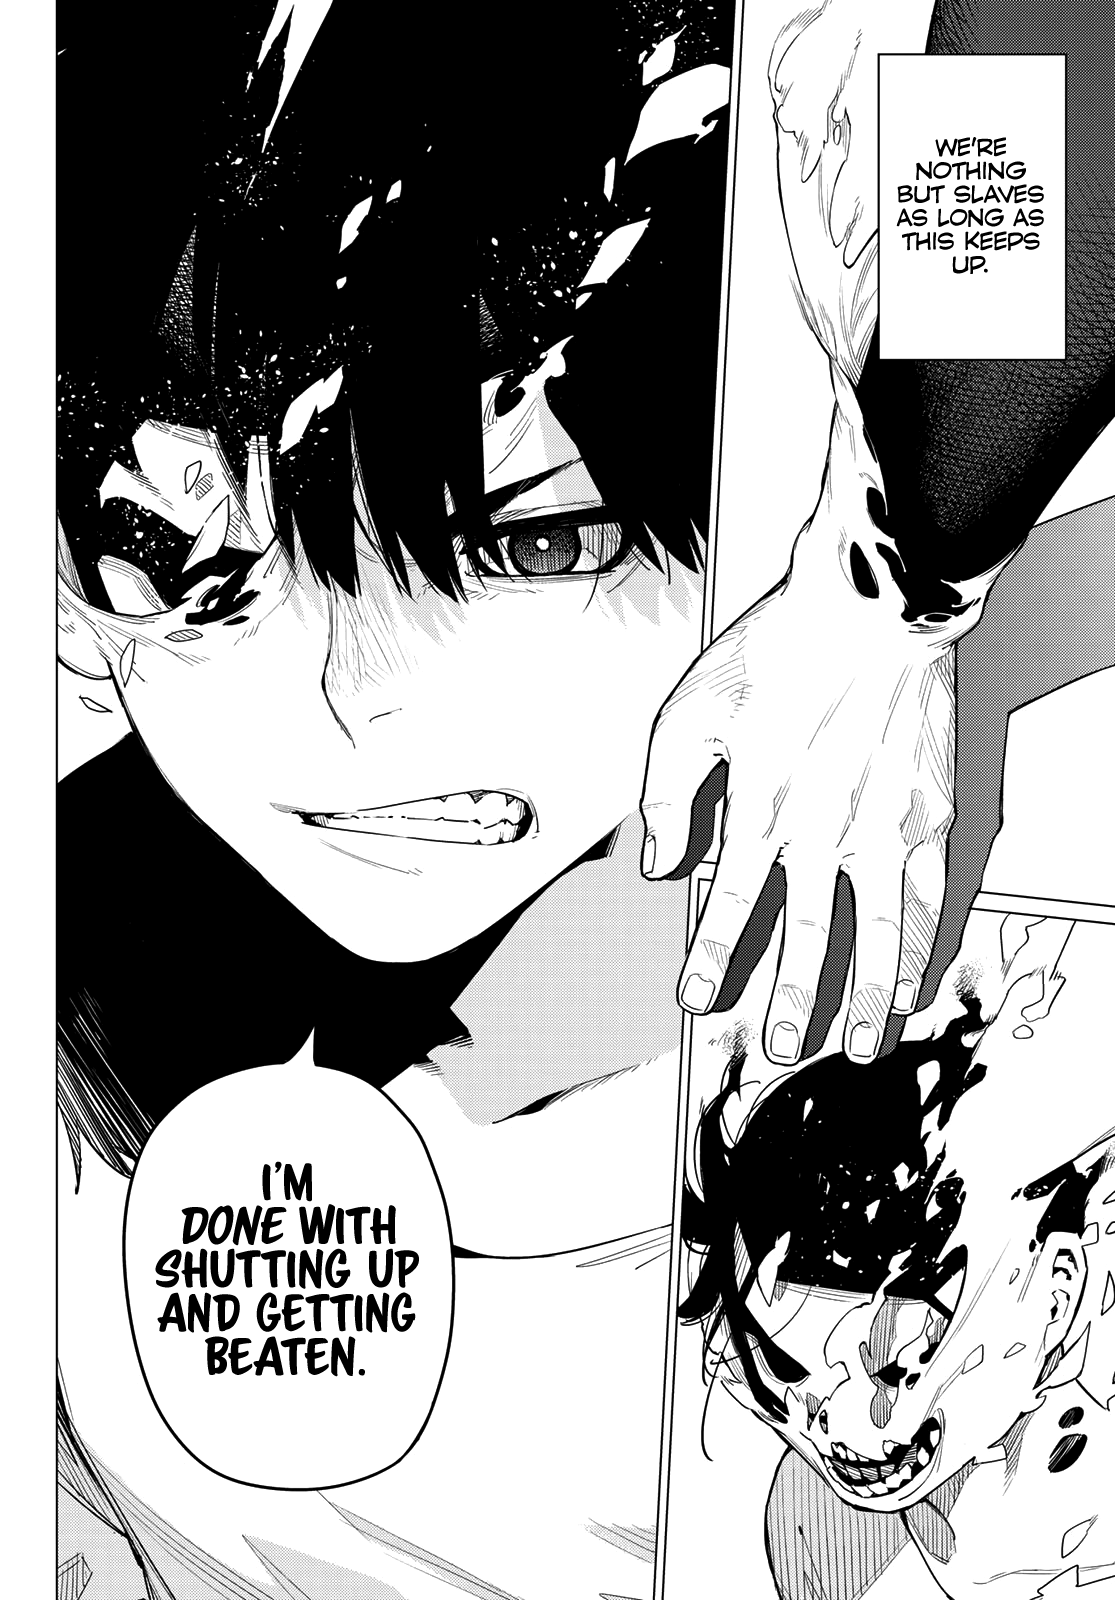 WE'RE
NOTHING
BUT SLAVES
AS LONG AS
THIS KEEPS
UP.
I'M
DONE WITH
SHUTTING UP
AND GETTING
BEATEN.